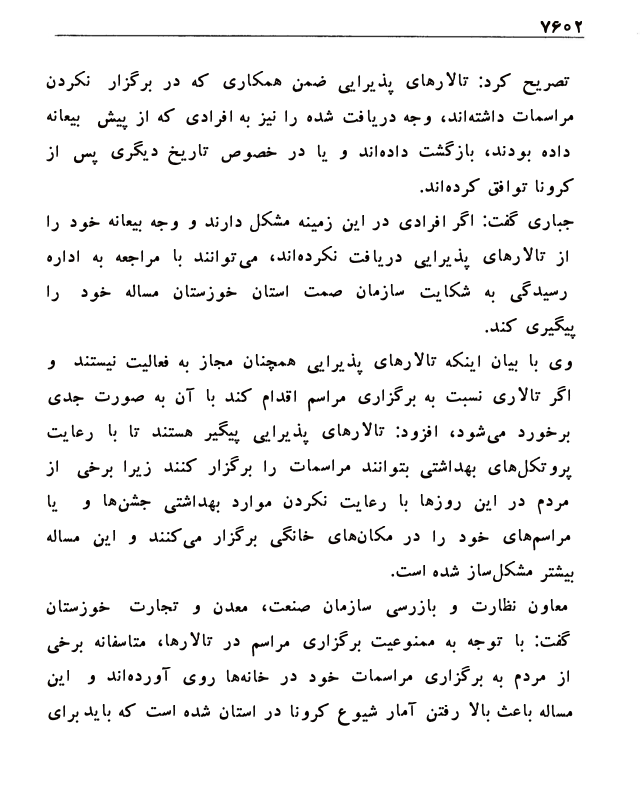 ۷۶۰۲
تصریح کرد: تالارهای پذیرایی ضمن همکاری که در برگزار نکردن
مراسمات داشته‌اند، وجه دریافت شده را نیز به افرادی که از پیش بیعانه
داده بودند، بازگشت داده‌اند و یا در خصوص تاریخ دیگری پس از
کرونا توافق کرده‌اند.
جباری گفت: اگر افرادی در این زمینه مشکل دارند و وجه بیعانه خود را
از تالارهای پذیرایی دریافت نکرده‌اند، می‌توانند با مراجعه به اداره
رسیدگی به شکایت سازمان صمت استان خوزستان مساله خود را
پیگیری کند.
وی با بیان اینکه تالارهای پذیرایی همچنان مجاز به فعالیت نیستند و
اگر تالاری نسبت به برگزاری مراسم اقدام کند با آن به صورت جدی
برخورد می‌شود، افزود: تالارهای پذیرایی پیگیر هستند تا با رعایت
پروتکل‌های بهداشتی بتوانند مراسمات را برگزار کنند زیرا برخی از
مردم در این روزها با رعایت نکردن موارد بهداشتی جشن‌ها و یا
مراسم‌های خود را در مکان‌های خانگی برگزار می‌کنند و این مساله
بیشتر مشکل‌ساز شده است.
معاون نظارت و بازرسی سازمان صنعت، معدن و تجارت خوزستان
گفت: با توجه به ممنوعیت برگزاری مراسم در تالارها، متاسفانه برخی
از مردم به برگزاری مراسمات خود در خانه‌ها روی آورده‌اند و این
مساله باعث بالا رفتن آمار شیوع کرونا در استان شده است که باید برای